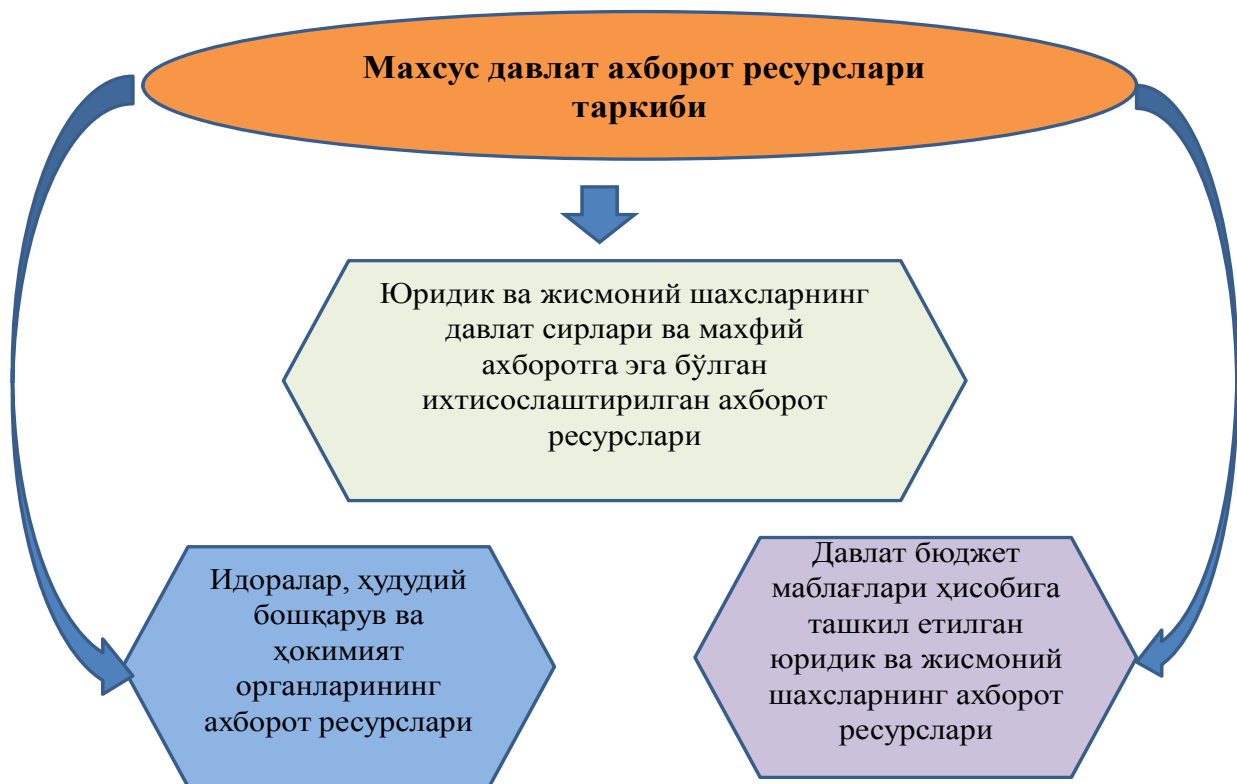 Махсус давлат ахборот ресурслари
таркиби
Юридик ва жисмоний шахсларнинг
давлат сирлари ва махфий
ахборотга эга бўлган
ихтисослаштирилган ахборот
ресурслари
Идоралар, ҳудудий
бошқарув ва
ҳокимият
органларининг
ахборот ресурслари
Давлат бюджет
маблағлари ҳисобига
ташкил етилган
юридик ва жисмоний
шахсларнинг ахборот
ресурслари